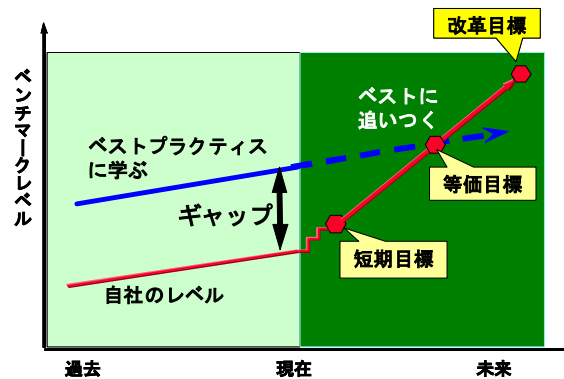 改革目標
ベンチマークレベル
ベストに
追いつく
ベストプラクティス
に学ぶ
等価目標
ギャップ
短期目標
自社のレベル
過去
現在
未来